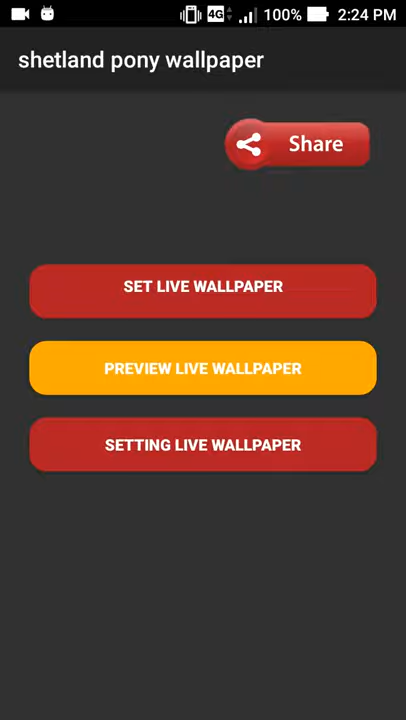 4G 100% 2:24 PM
shetland pony wallpaper
Share
SET LIVE WALLPAPER
PREVIEW LIVE WALLPAPER
SETTING LIVE WALLPAPER